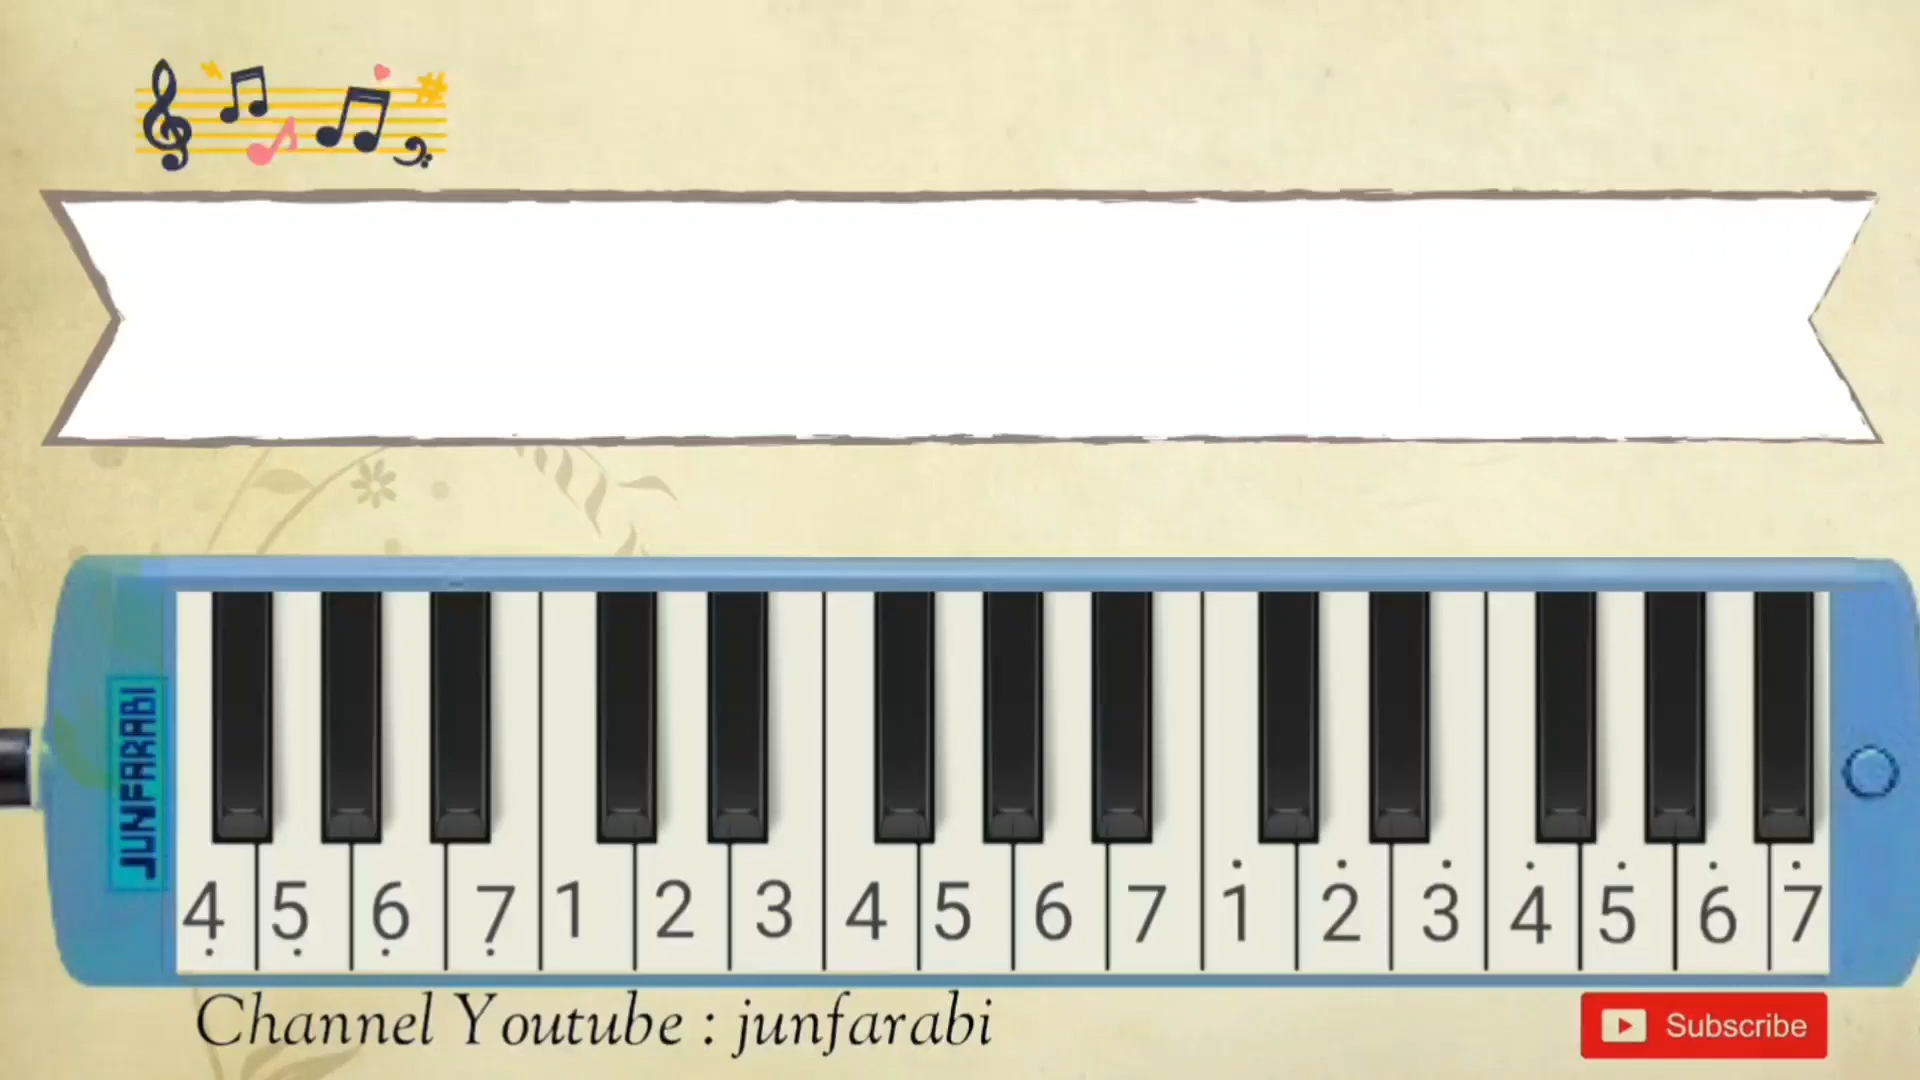 JUNFARABI
4̣ 5̣ 6̣ 7̣ 1 2 3 4 5 6 7 1̇ 2̇ 3̇ 4̇ 5̇ 6̇ 7̇
Channel Youtube : junfarabi
Subscribe